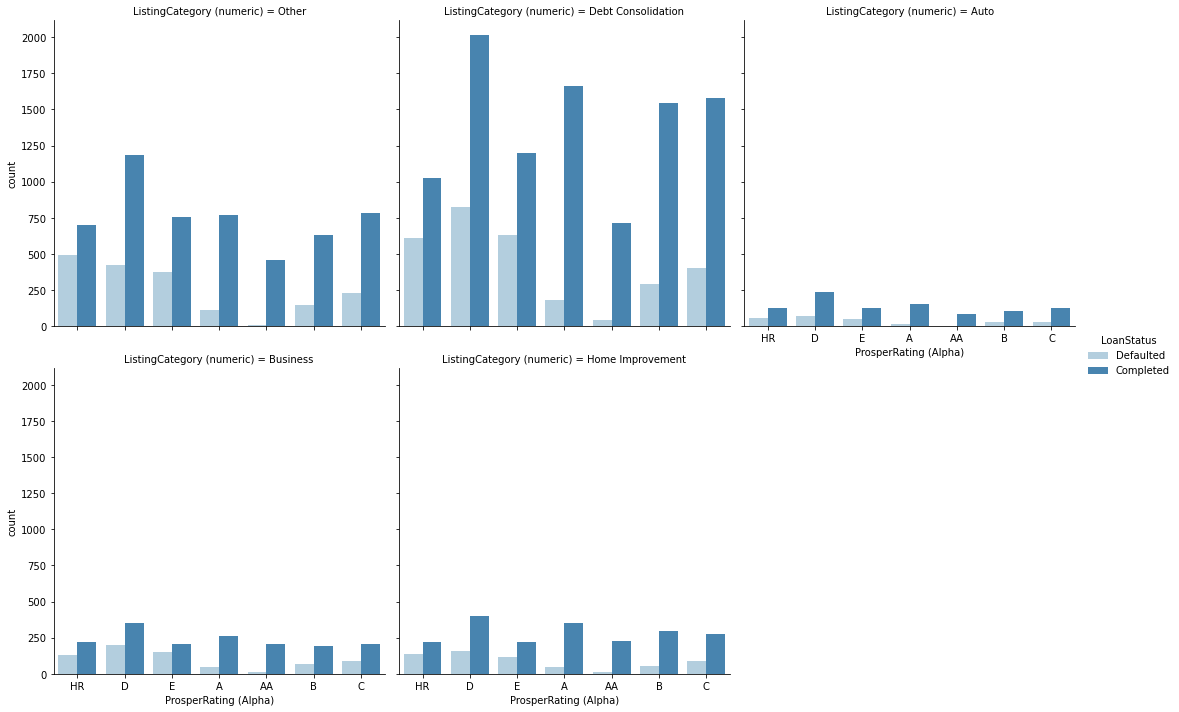 ListingCategory (numeric) = Other
ListingCategory (numeric) = Debt Consolidation
ListingCategory (numeric) = Auto
2000
1750
1500
1250
1000
750
500
250
0
count
HR D E A AA B C
ProsperRating (Alpha)
LoanStatus
Defaulted
Completed
ListingCategory (numeric) = Business
ListingCategory (numeric) = Home Improvement
2000
1750
1500
1250
1000
750
500
250
0
count
HR D E A AA B C
ProsperRating (Alpha)
HR D E A AA B C
ProsperRating (Alpha)